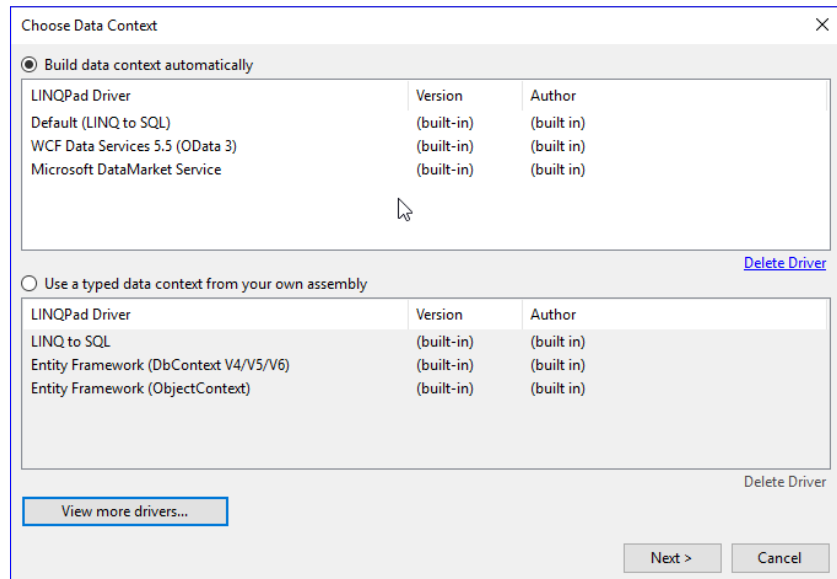 Choose Data Context
Build data context automatically
LINQPad Driver Version Author
Default (LINQ to SQL) (built-in) (built in)
WCF Data Services 5.5 (OData 3) (built-in) (built in)
Microsoft DataMarket Service (built-in) (built in)
Delete Driver
Use a typed data context from your own assembly
LINQPad Driver Version Author
LINQ to SQL (built-in) (built in)
Entity Framework (DbContext V4/V5/V6) (built-in) (built in)
Entity Framework (ObjectContext) (built-in) (built in)
Delete Driver
View more drivers...
Next > Cancel